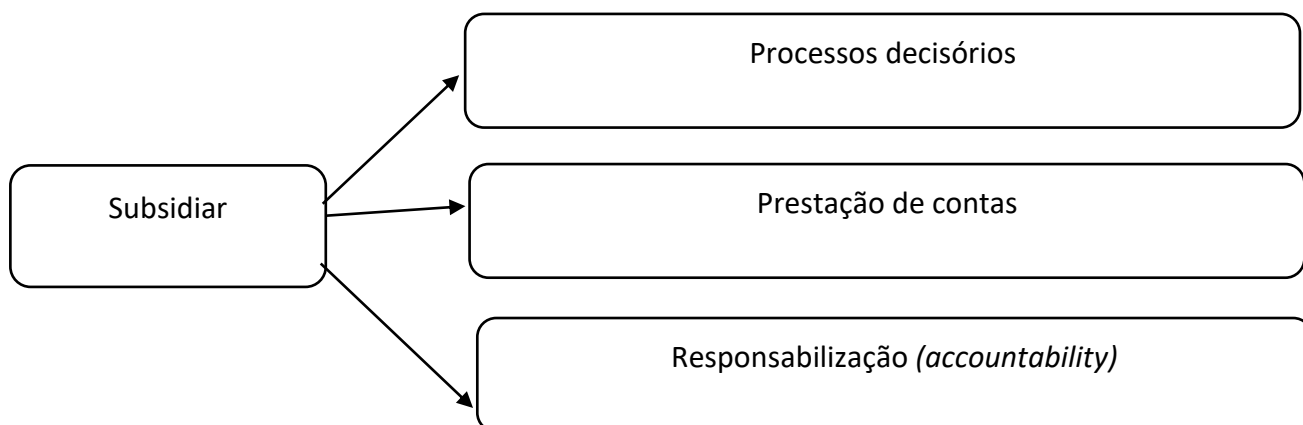 Processos decisórios
Subsidiar
Prestação de contas
Responsabilização (accountability)